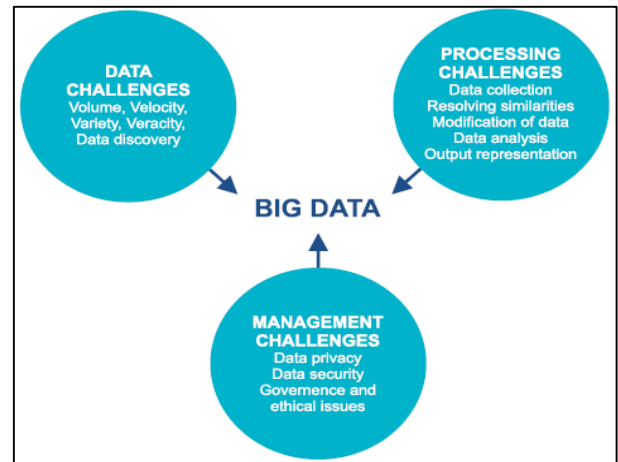 DATA
CHALLENGES
Volume, Velocity,
Variety, Veracity,
Data discovery
PROCESSING
CHALLENGES
Data collection
Resolving similarities
Modification of data
Data analysis
Output representation
BIG DATA
MANAGEMENT
CHALLENGES
Data privacy
Data security
Governence and
ethical issues